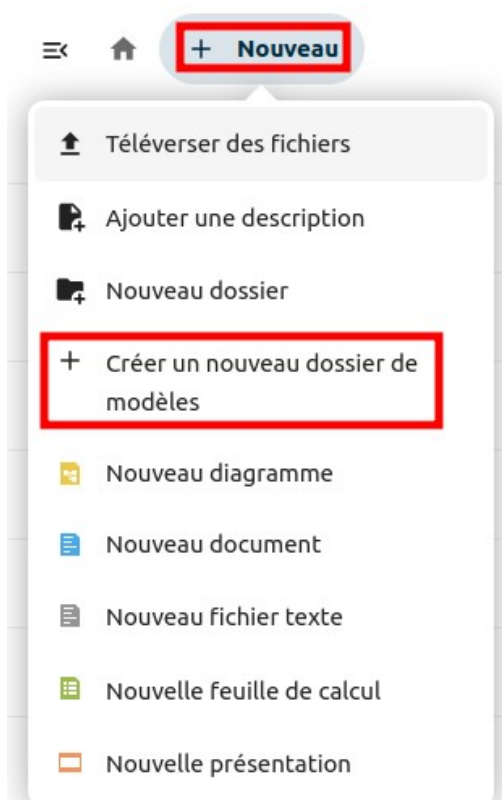 + Nouveau
Téléverser des fichiers
Ajouter une description
Nouveau dossier
+ Créer un nouveau dossier de
modèles
Nouveau diagramme
Nouveau document
Nouveau fichier texte
Nouvelle feuille de calcul
Nouvelle présentation